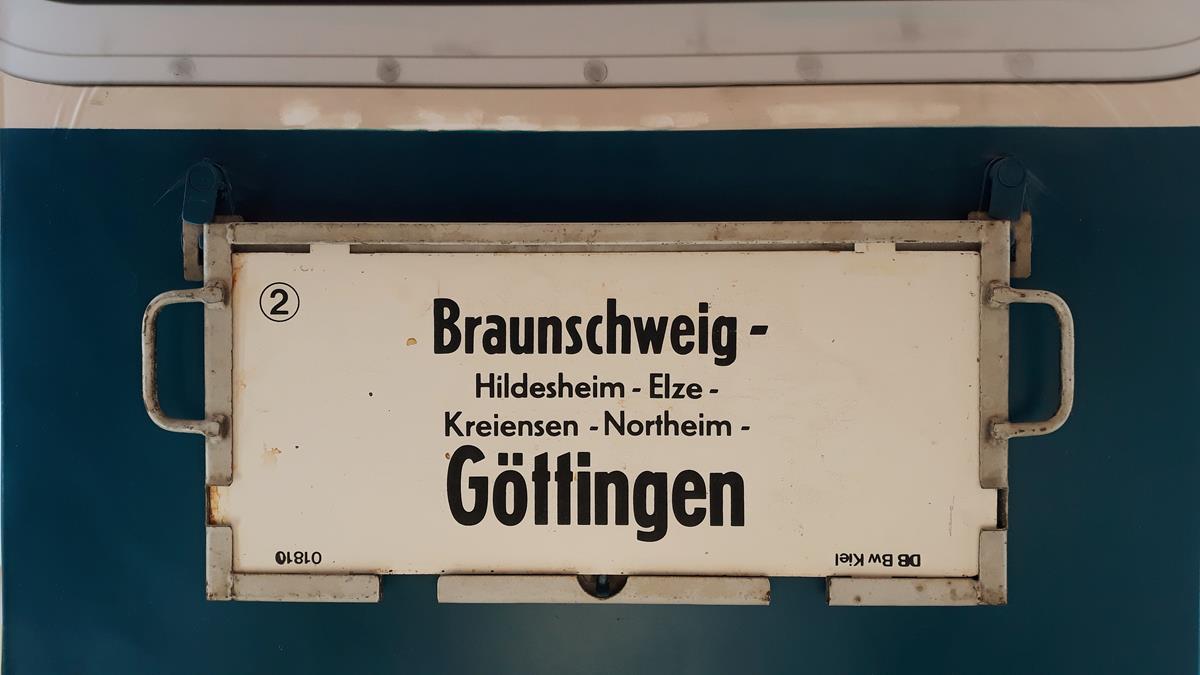 ②
Braunschweig -
Hildesheim - Elze -
Kreiensen - Northeim -
Göttingen
01810
DB Bw Kiel